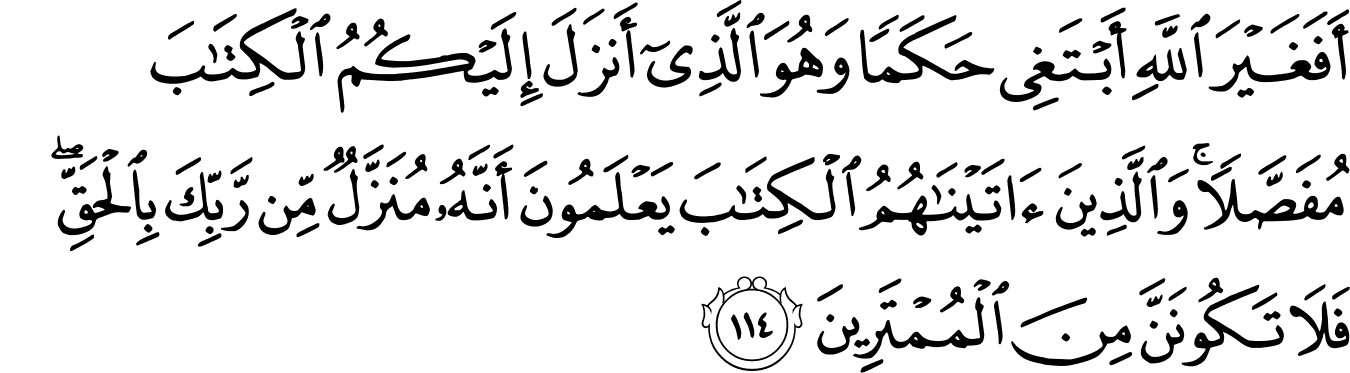 أَفَغَيْرَ ٱللَّهِ أَبْتَغِى حَكَمًا وَهُوَ ٱلَّذِىٓ أَنزَلَ إِلَيْكُمُ ٱلْكِتَٰبَ
مُفَصَّلًا ۚ وَٱلَّذِينَ ءَاتَيْنَٰهُمُ ٱلْكِتَٰبَ يَعْلَمُونَ أَنَّهُۥ مُنَزَّلٌ مِّن رَّبِّكَ بِٱلْحَقِّ ۖ
فَلَا تَكُونَنَّ مِنَ ٱلْمُمْتَرِينَ ١١٤